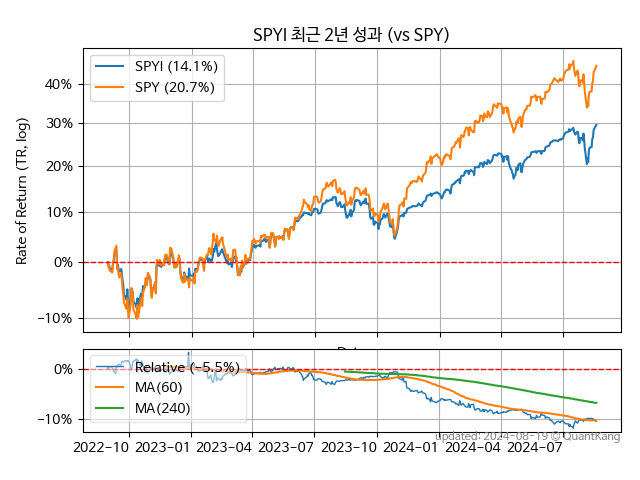 SPYI 최근 2년 성과 (vs SPY)
SPYI (14.1%)
SPY (20.7%)
Rate of Return (TR, log)
40%
30%
20%
10%
0%
−10%
Relative (−5.5%)
MA(60)
MA(240)
0%
−10%
2022-10 2023-01 2023-04 2023-07 2023-10 2024-01 2024-04 2024-07
updated: 2024-08-19 © QuantKang